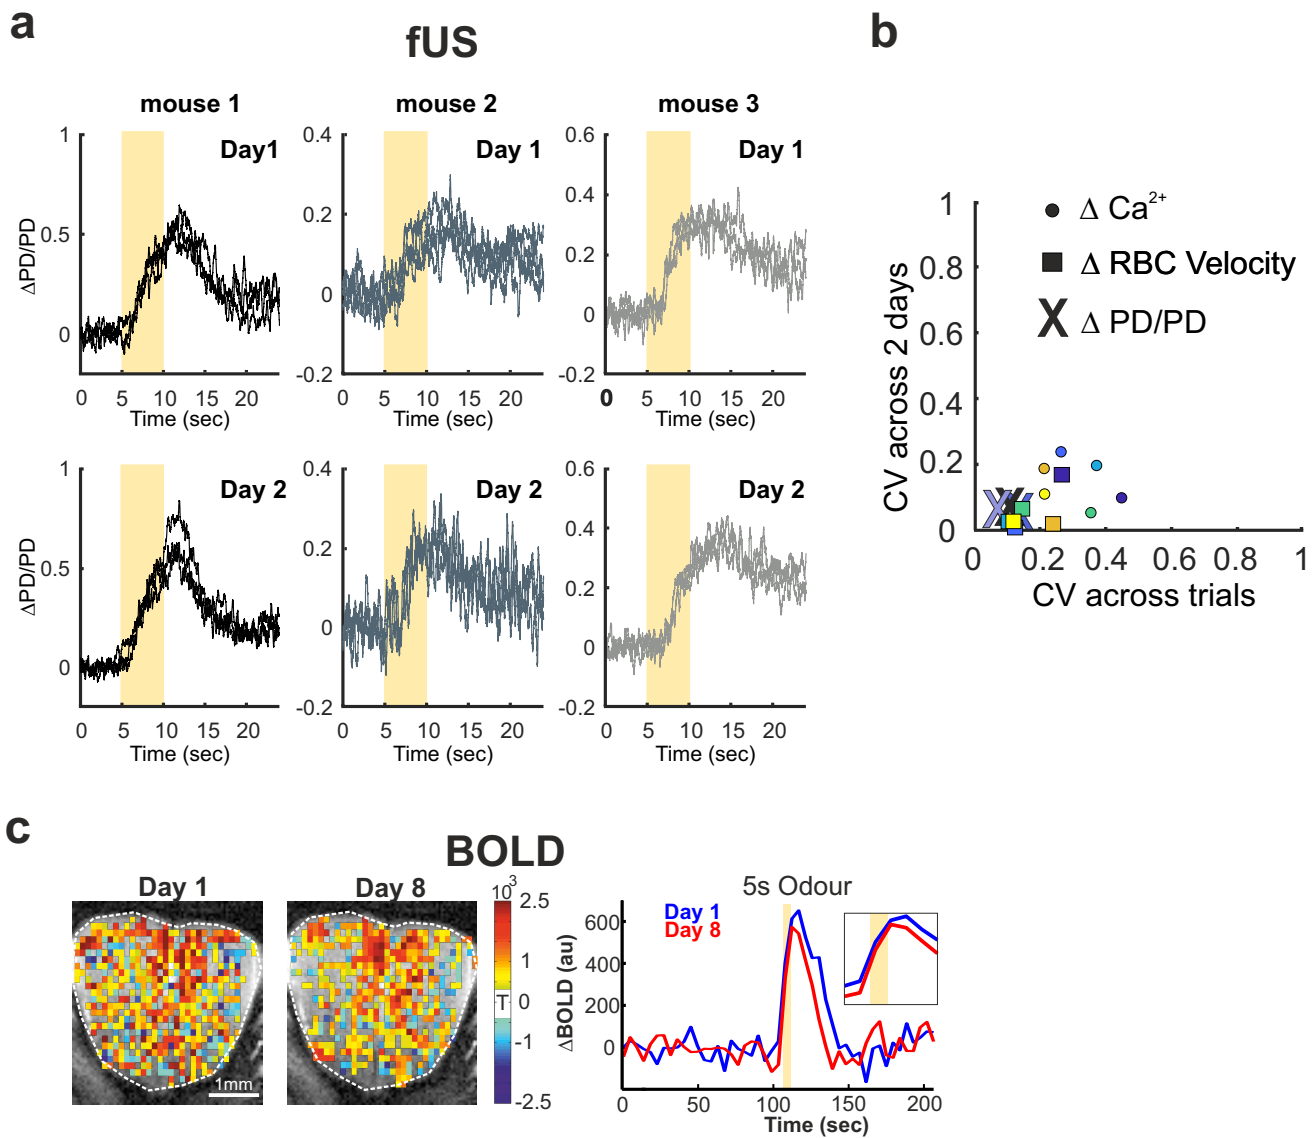 a
fUS
b
mouse 1
mouse 2
mouse 3
1
0.5
0
ΔPD/PD
Day1
0 5 10 15 20
Time (sec)
0.4
0.2
0
-0.2
Day 1
0 5 10 15 20
Time (sec)
0.6
0.4
0.2
0
-0.2
Day 1
0 5 10 15 20
Time (sec)
1
0.5
0
ΔPD/PD
Day 2
0 5 10 15 20
Time (sec)
0.4
0.2
0
-0.2
Day 2
0 5 10 15 20
Time (sec)
0.6
0.4
0.2
0
-0.2
Day 2
0 5 10 15 20
Time (sec)
1
0.8
0.6
0.4
0.2
0
CV across 2 days
Δ Ca²⁺
Δ RBC Velocity
X Δ PD/PD
0 0.2 0.4 0.6 0.8 1
CV across trials
c
BOLD
Day 1
Day 8
1mm
10³
2.5
1
T 0
-1
-2.5
5s Odour
Day 1
Day 8
600
400
200
0
ΔBOLD (au)
0 50 100 150 200
Time (sec)